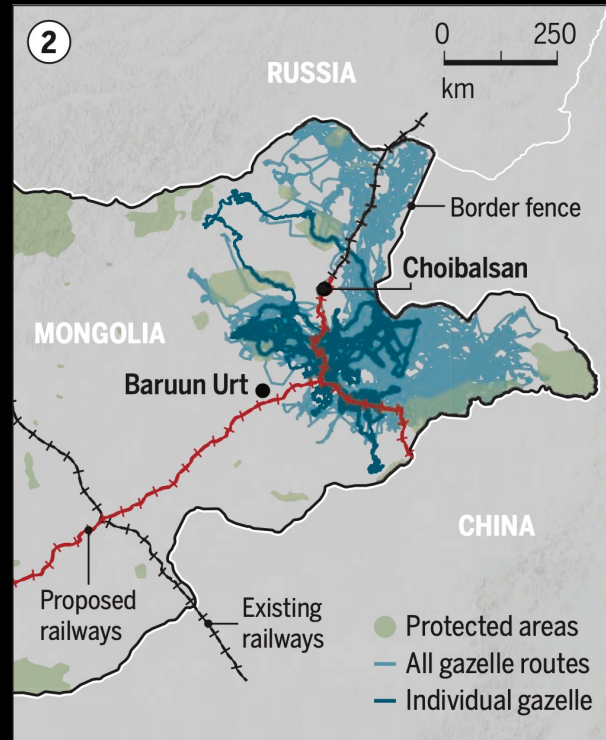 2
0 250
km
RUSSIA
Border fence
Choibalsan
MONGOLIA
Baruun Urt
CHINA
Proposed
railways
Existing
railways
Protected areas
All gazelle routes
Individual gazelle